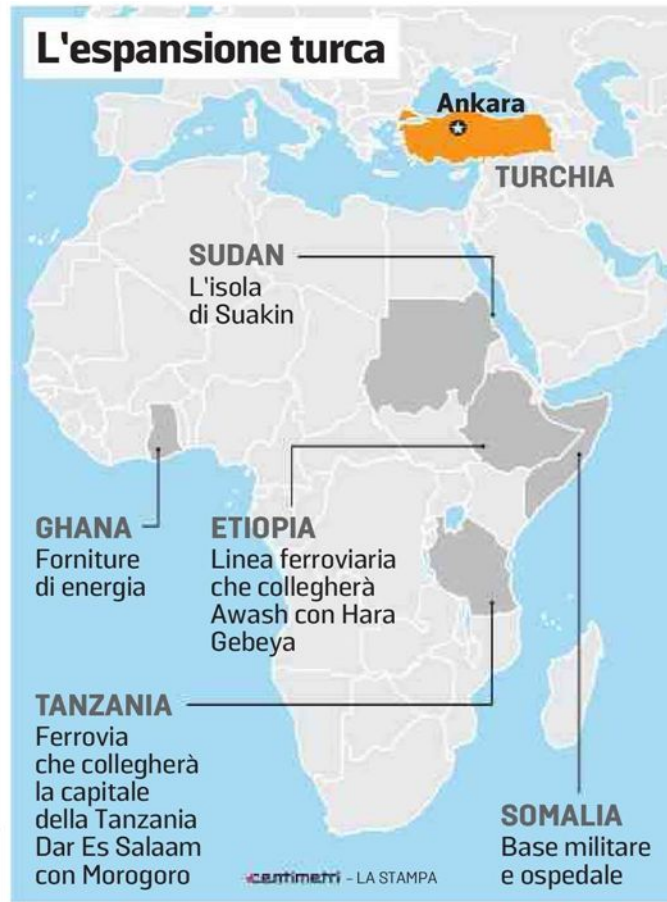 L'espansione turca
Ankara
TURCHIA
SUDAN
L'isola
di Suakin
GHANA
Forniture
di energia
ETIOPIA
Linea ferroviaria
che collegherà
Awash con Hara
Gebeya
TANZANIA
Ferrovia
che collegherà
la capitale
della Tanzania
Dar Es Salaam
con Morogoro
SOMALIA
Base militare
e ospedale
centimetri - LA STAMPA